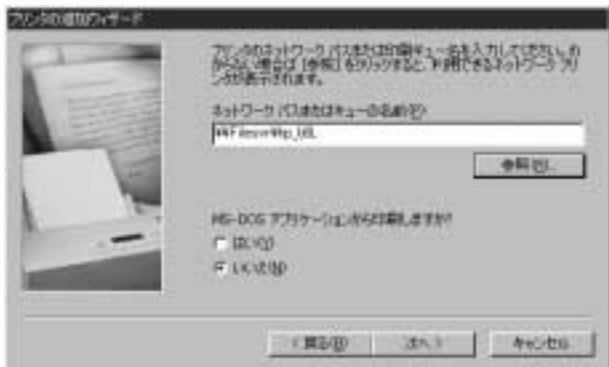 プリンタの追加ウィザード
プリンタのネットワーク パスまたは印刷キュー名を入力してください。わ
からない場合は [参照] をクリックすると、利用できるネットワーク プリ
ンタが表示されます。
ネットワーク パスまたはキューの名前(P)
参照(R)...
MS-DOS アプリケーションから印刷しますか?
はい(Y)
いいえ(N)
< 戻る(B)
次へ >
キャンセル